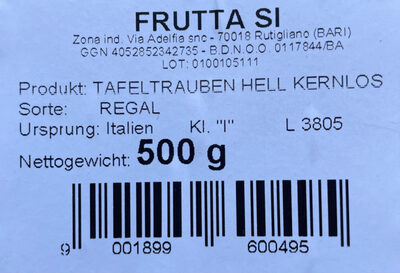 FRUTTA SI
Zona ind. Via Adelfia snc - 70018 Rutigliano (BARI)
GGN 4052852342735 - B.D.N.O.O. 0117844/BA
LOT: 0100105111
Produkt: TAFELTRAUBEN HELL KERNLOS
Sorte: REGAL
Ursprung: Italien Kl. "I" L 3805
Nettogewicht: 500 g
9 001899 600495